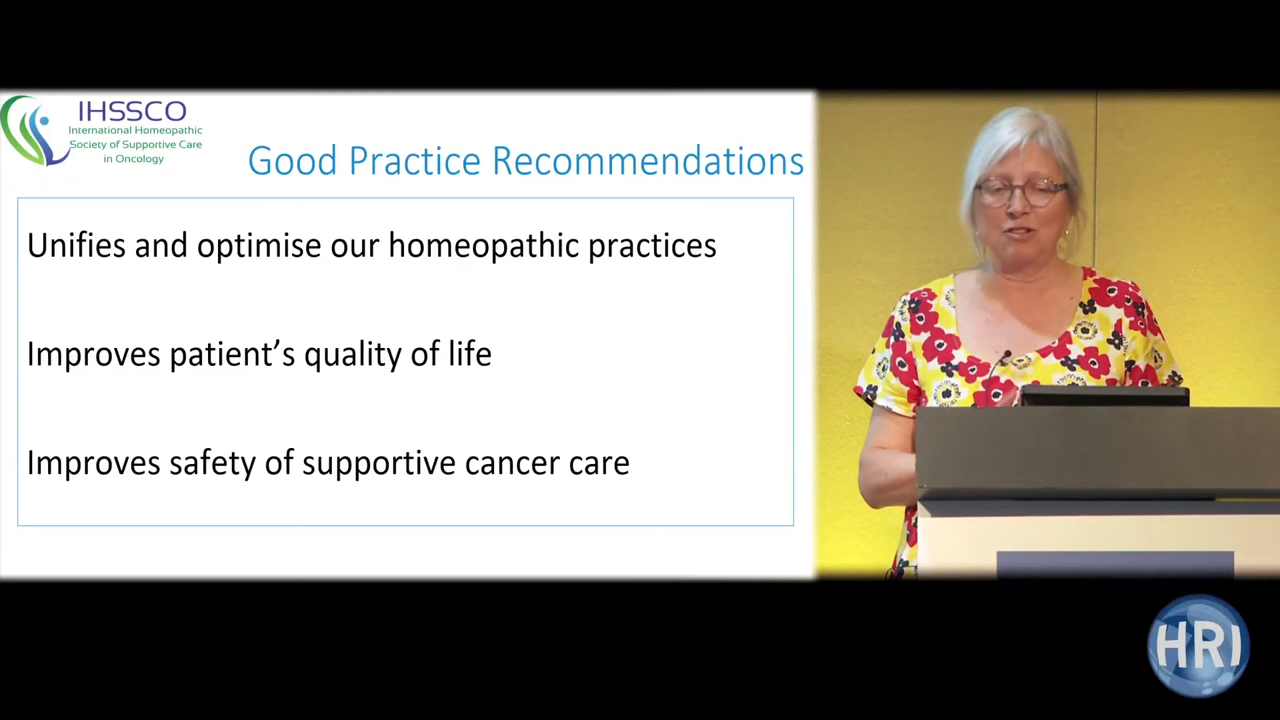 IHSSCO
International Homeopathic
Society of Supportive Care
in Oncology
Good Practice Recommendations
Unifies and optimise our homeopathic practices
Improves patient's quality of life
Improves safety of supportive cancer care
HRI